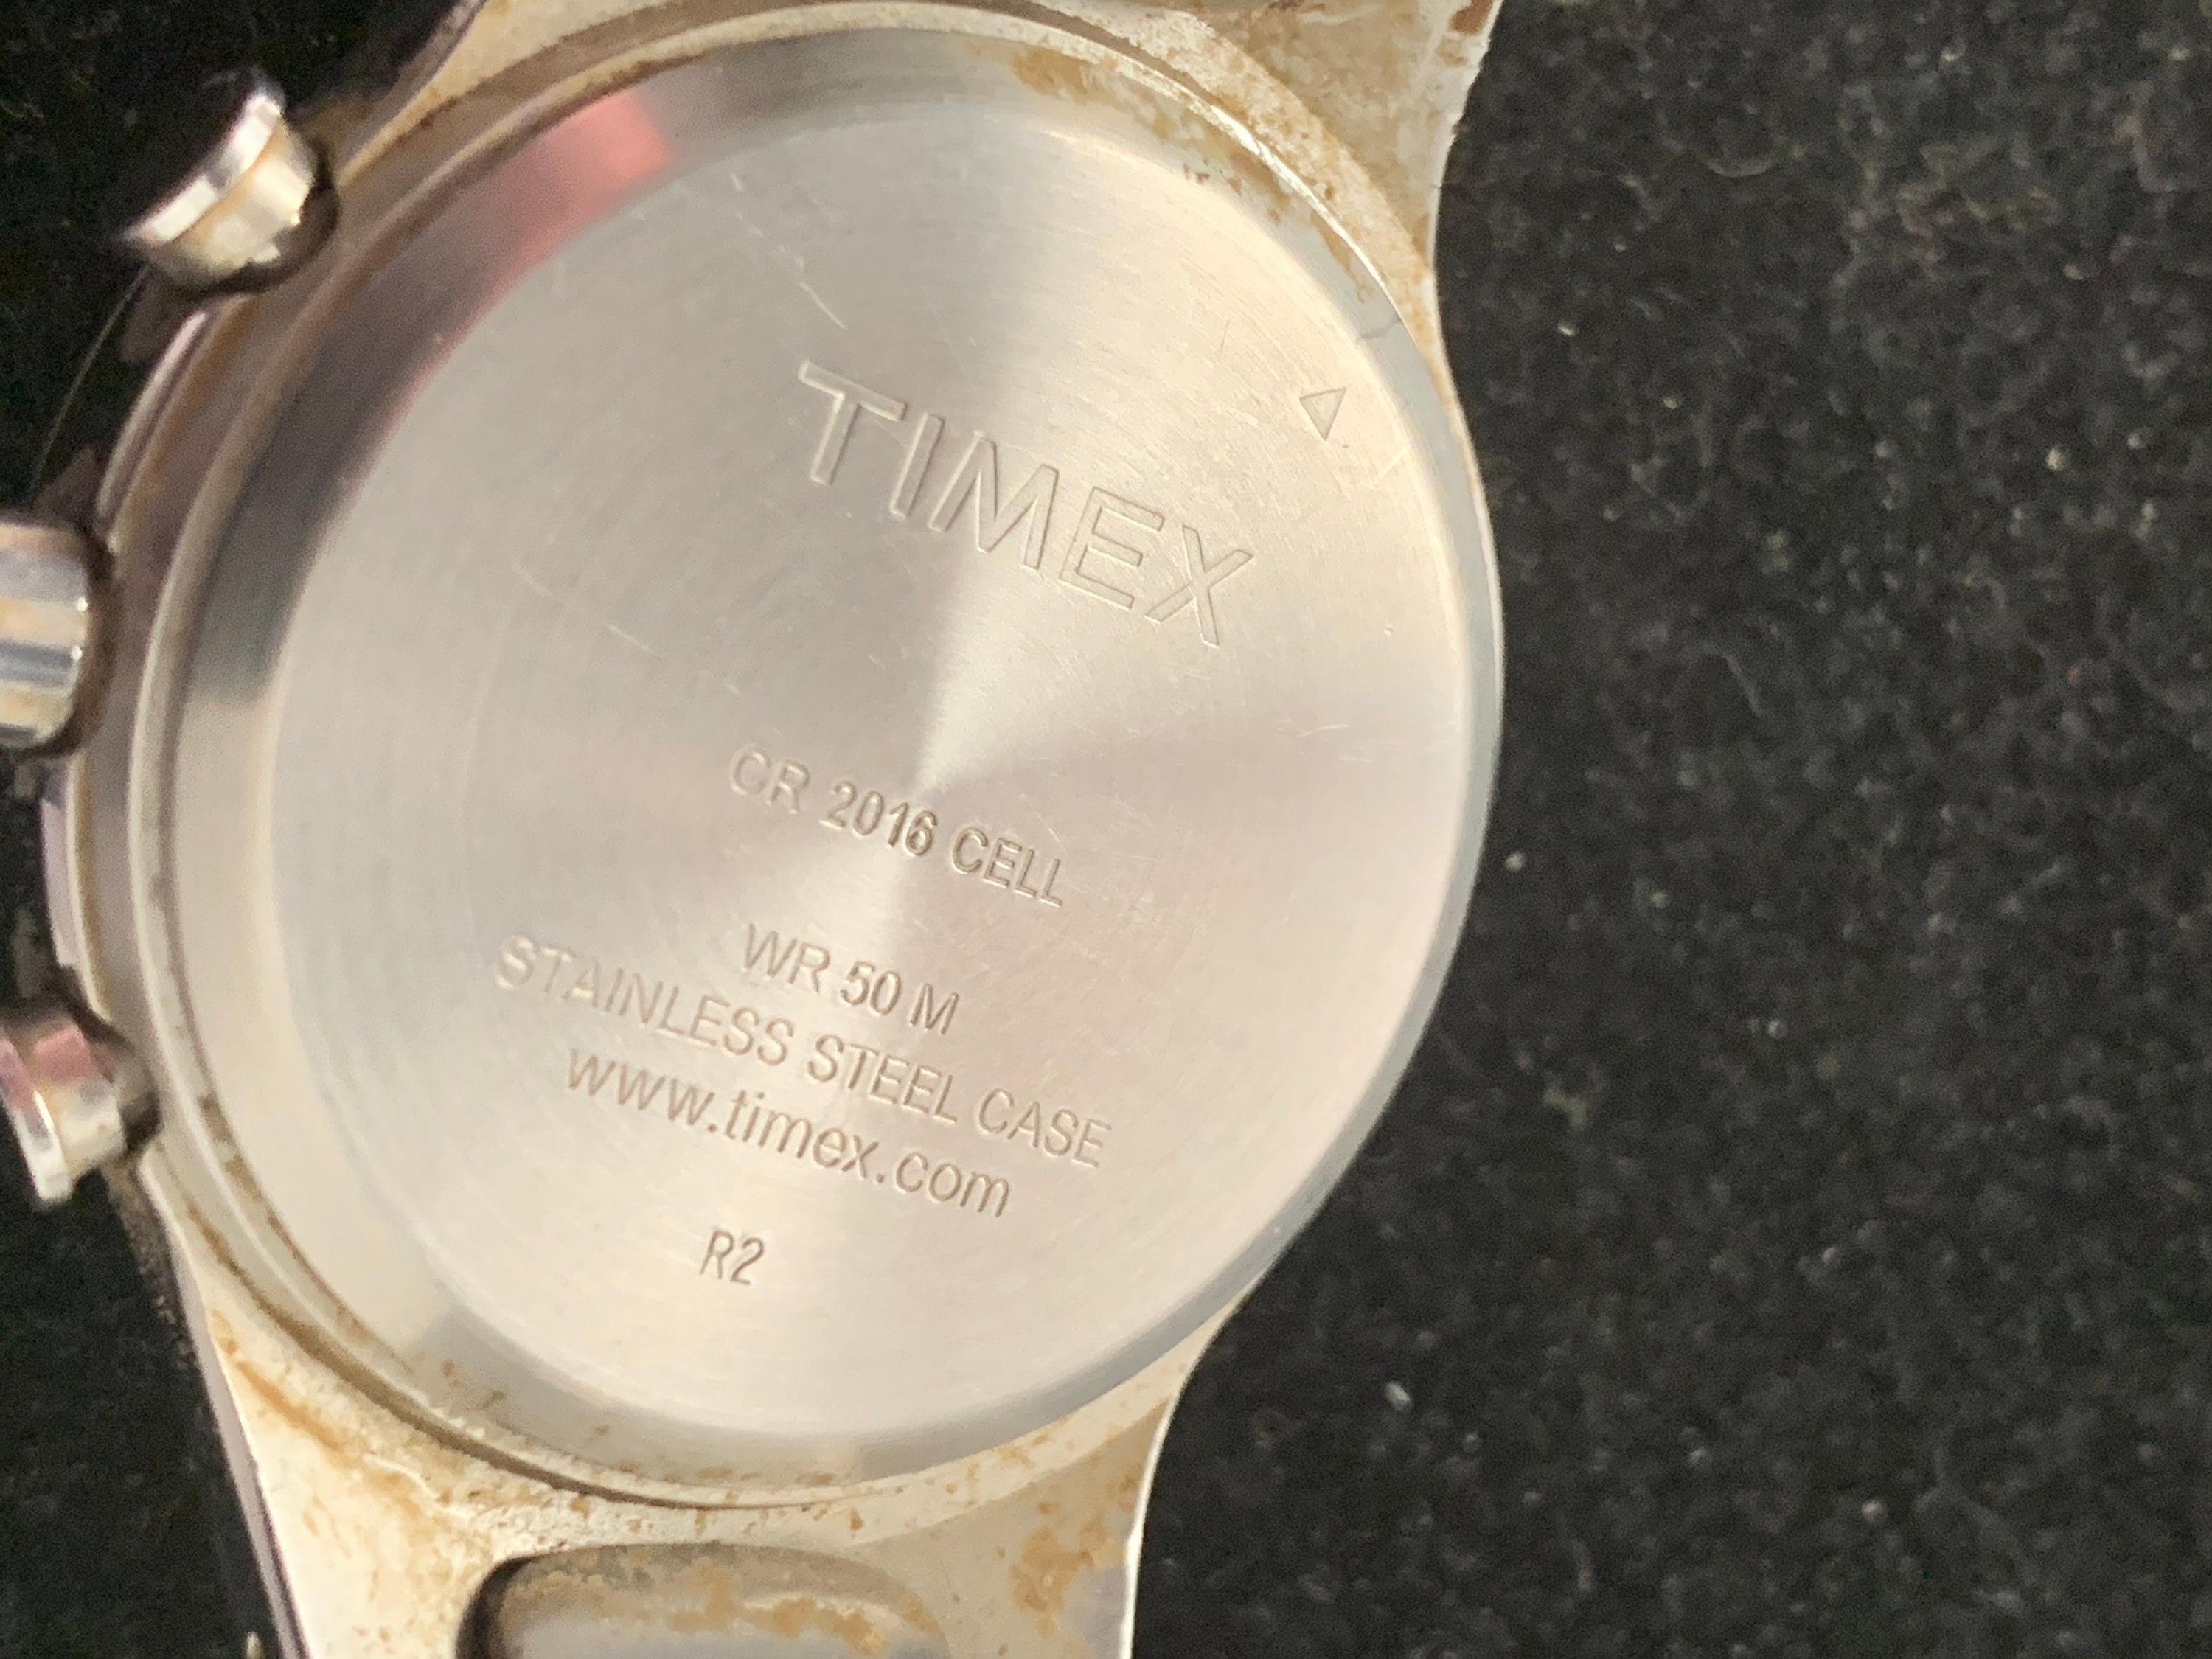 TIMEX
CR 2016 CELL
WR 50 M
STAINLESS STEEL CASE
www.timex.com
R2